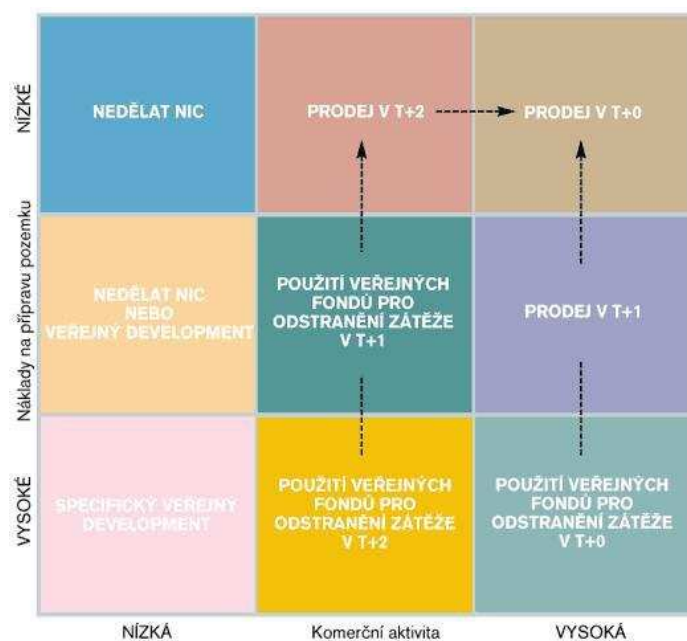 NÍZKÉ
NEDĚLAT NIC
PRODEJ V T+2
PRODEJ V T+0
Náklady na přípravu pozemku
NEDĚLAT NIC
NEBO
VEŘEJNÝ DEVELOPMENT
POUŽITÍ VEŘEJNÝCH
FONDŮ PRO
ODSTRANĚNÍ ZÁTĚŽE
V T+1
PRODEJ V T+1
VYSOKÉ
SPECIFICKÝ VEŘEJNÝ
DEVELOPMENT
POUŽITÍ VEŘEJNÝCH
FONDŮ PRO
ODSTRANĚNÍ ZÁTĚŽE
V T+2
POUŽITÍ VEŘEJNÝCH
FONDŮ PRO
ODSTRANĚNÍ ZÁTĚŽE
V T+0
NÍZKÁ
Komerční aktivita
VYSOKÁ